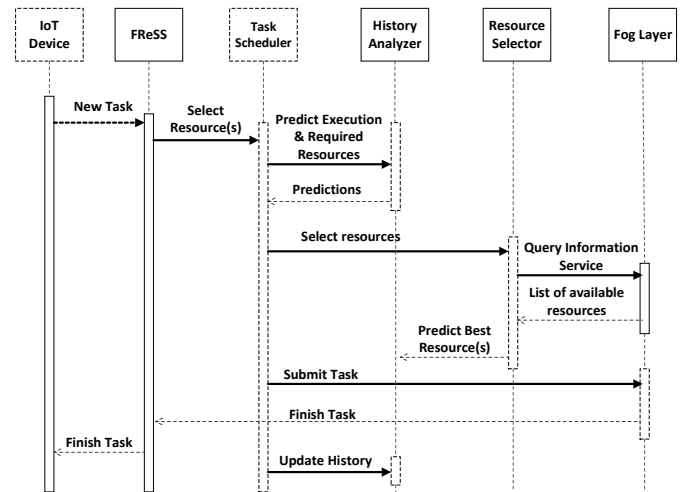 IoT
Device
FReSS
Task
Scheduler
History
Analyzer
Resource
Selector
Fog Layer
New Task
Select
Resource(s)
Predict Execution
& Required
Resources
Predictions
Select resources
Query Information
Service
List of available
resources
Predict Best
Resource(s)
Submit Task
Finish Task
Finish Task
Update History